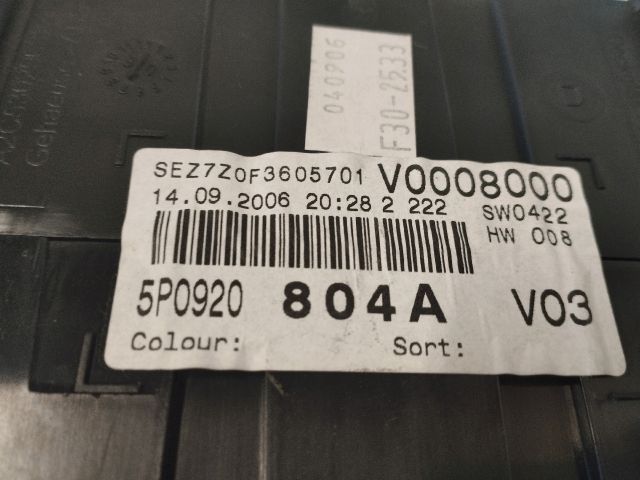 040906
F30-2533
SEZ7Z0F3605701 V0008000
14.09.2006 20:28 2 222 SW0422
HW 008
5P0920 804A V03
Colour: Sort: